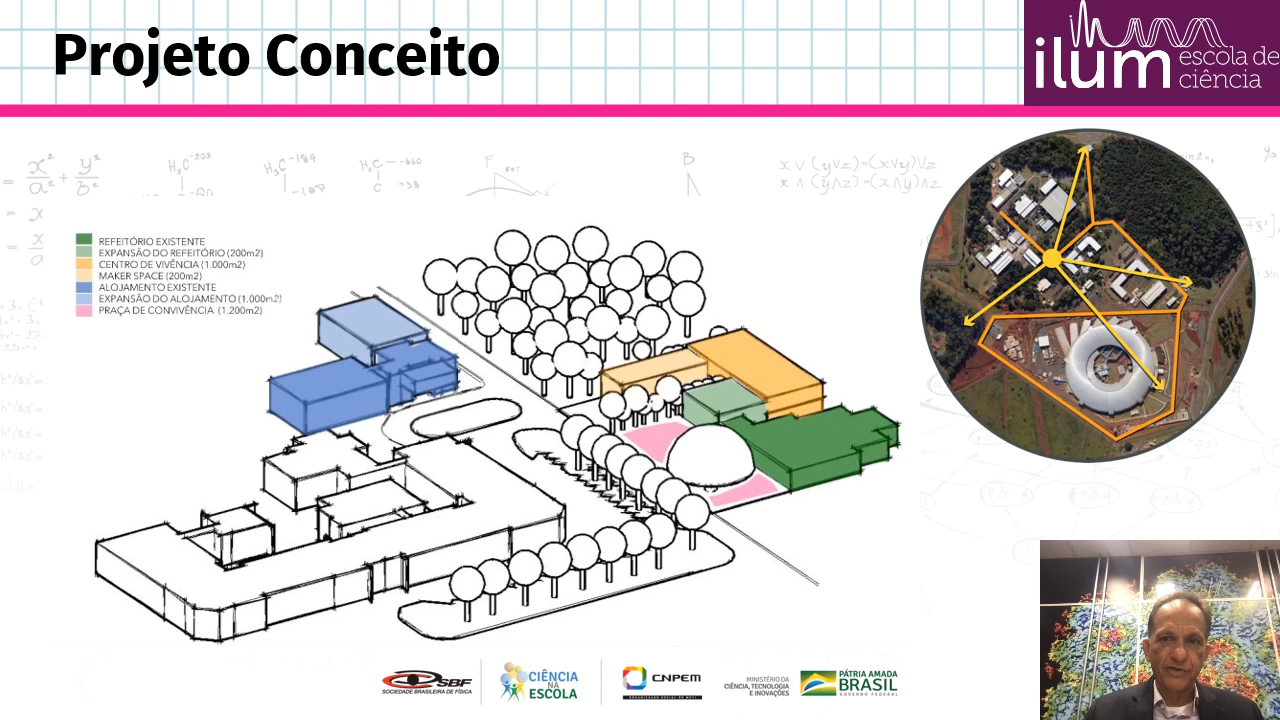 Projeto Conceito
ilum escola de ciência
REFEITÓRIO EXISTENTE
EXPANSÃO DO REFEITÓRIO (200m2)
CENTRO DE VIVÊNCIA (1.000m2)
MAKER SPACE (200m2)
ALOJAMENTO EXISTENTE
EXPANSÃO DO ALOJAMENTO (1.000m2)
PRAÇA DE CONVIVÊNCIA (1.200m2)
SBF
SOCIEDADE BRASILEIRA DE FÍSICA
CIÊNCIA
NA
ESCOLA
CNPEM
MINISTÉRIO DA
CIÊNCIA, TECNOLOGIA
E INOVAÇÕES
PÁTRIA AMADA
BRASIL
GOVERNO FEDERAL